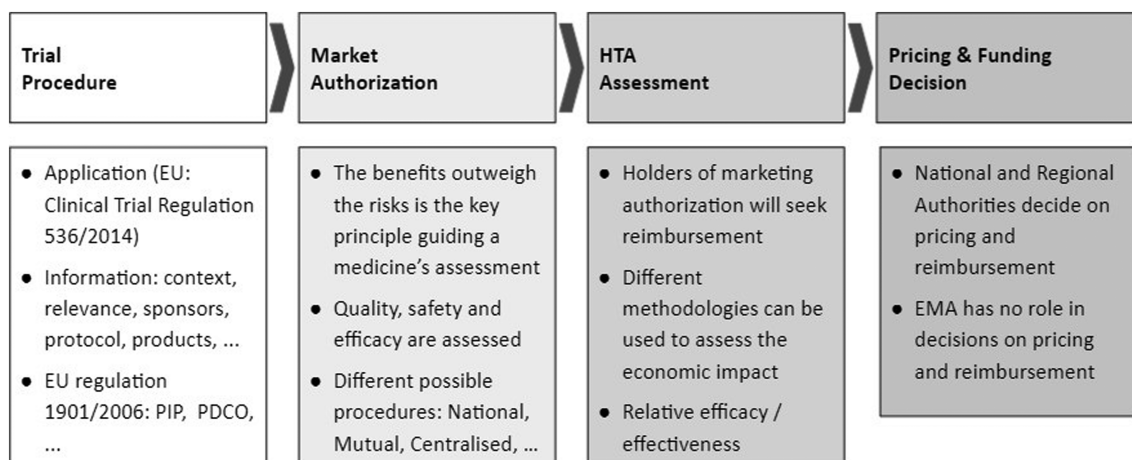 Trial
Procedure
Market
Authorization
HTA
Assessment
Pricing & Funding
Decision
● Application (EU:
Clinical Trial Regulation
536/2014)
● Information: context,
relevance, sponsors,
protocol, products, ...
● EU regulation
1901/2006: PIP, PDCO,
...
● The benefits outweigh
the risks is the key
principle guiding a
medicine's assessment
● Quality, safety and
efficacy are assessed
● Different possible
procedures: National,
Mutual, Centralised, ...
● Holders of marketing
authorization will seek
reimbursement
● Different
methodologies can be
used to assess the
economic impact
● Relative efficacy /
effectiveness
● National and Regional
Authorities decide on
pricing and
reimbursement
● EMA has no role in
decisions on pricing
and reimbursement